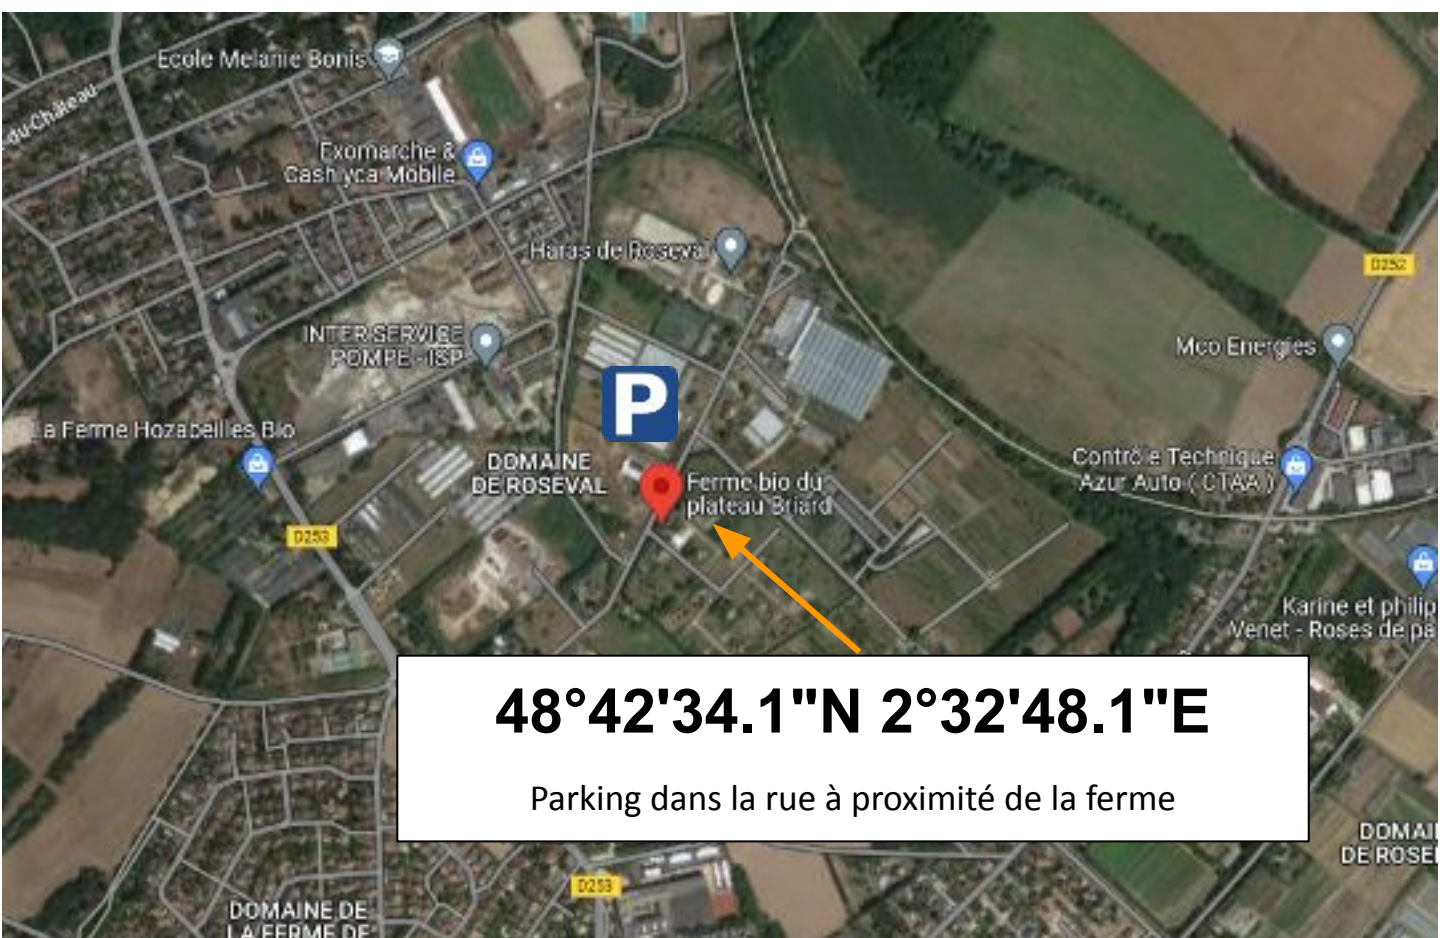 Ecole Melanie Bonis
-du-Château
Exomarche &
Cash lyca Mobile
Haras de Roseval
D252
INTER SERVICE
POMPE - ISP
Mco Energies
P
La Ferme Hozabeilles Bio
DOMAINE
DE ROSEVAL
Ferme bio du
plateau Briard
Contrôle Technique
Azur Auto ( CTAA )
D253
Karine et philip
Venet - Roses de pa
48°42'34.1"N 2°32'48.1"E
Parking dans la rue à proximité de la ferme
DOMAI
DE ROSE
D253
DOMAINE DE
LA FERME DE